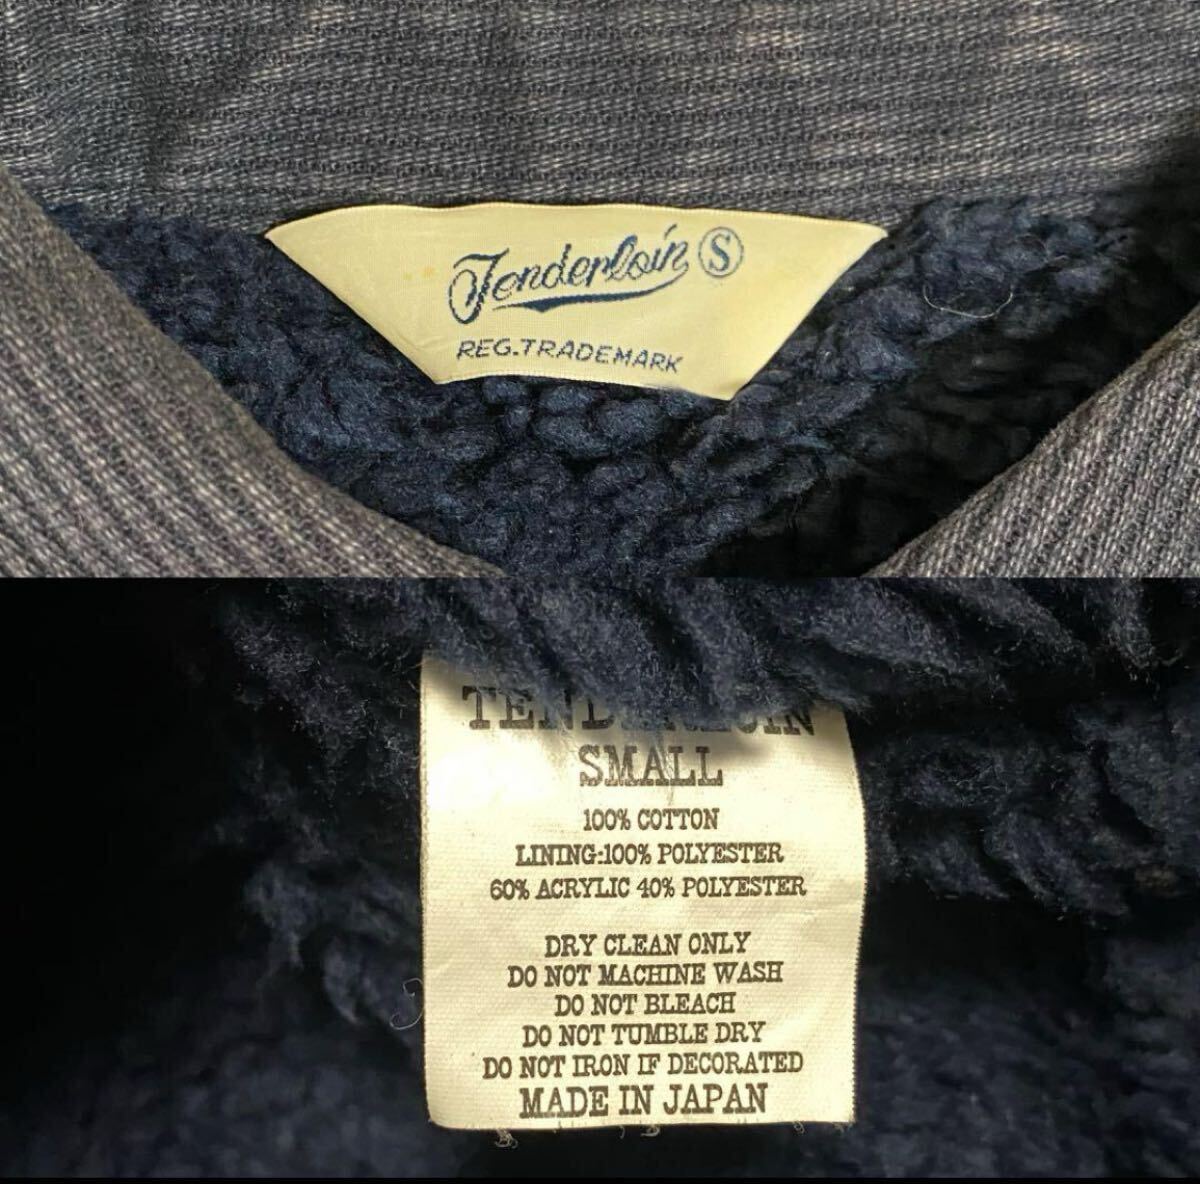 Tenderloin S
REG.TRADEMARK
TENDERLOIN
SMALL
100% COTTON
LINING:100% POLYESTER
60% ACRYLIC 40% POLYESTER
DRY CLEAN ONLY
DO NOT MACHINE WASH
DO NOT BLEACH
DO NOT TUMBLE DRY
DO NOT IRON IF DECORATED
MADE IN JAPAN